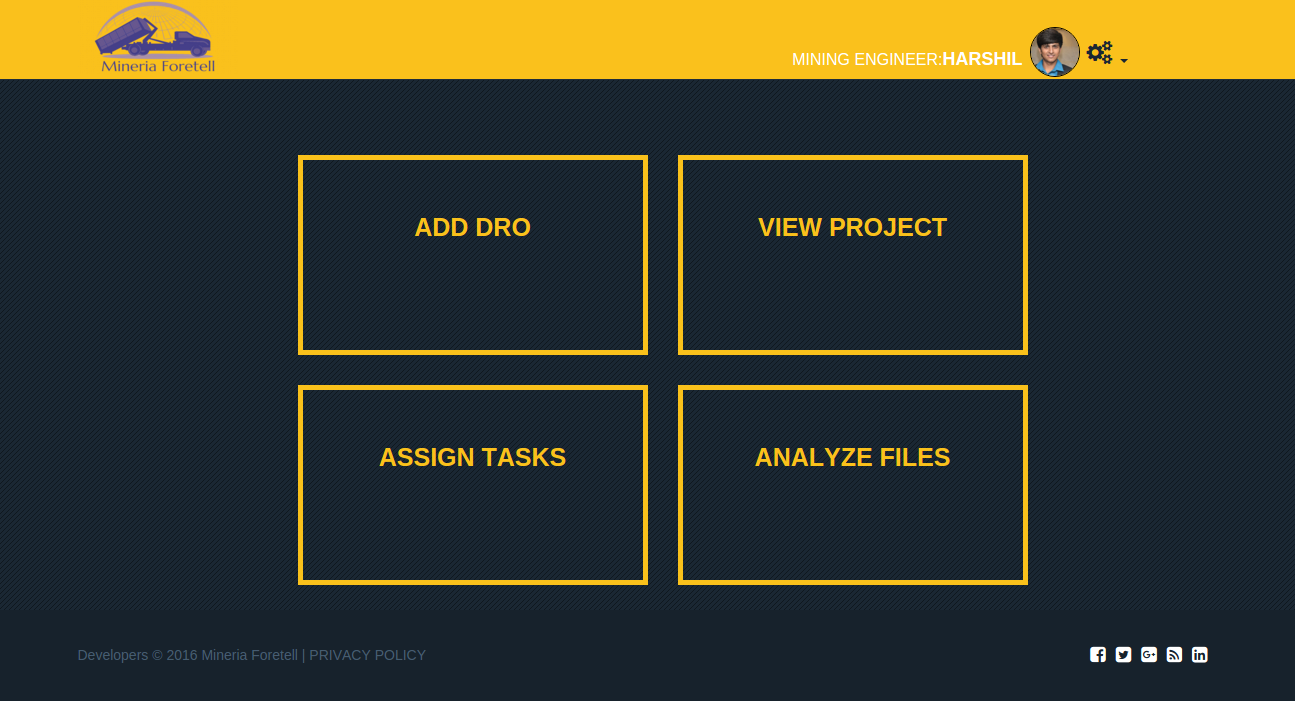 Mineria Foretell
MINING ENGINEER:HARSHIL
ADD DRO
VIEW PROJECT
ASSIGN TASKS
ANALYZE FILES
Developers © 2016 Mineria Foretell | PRIVACY POLICY